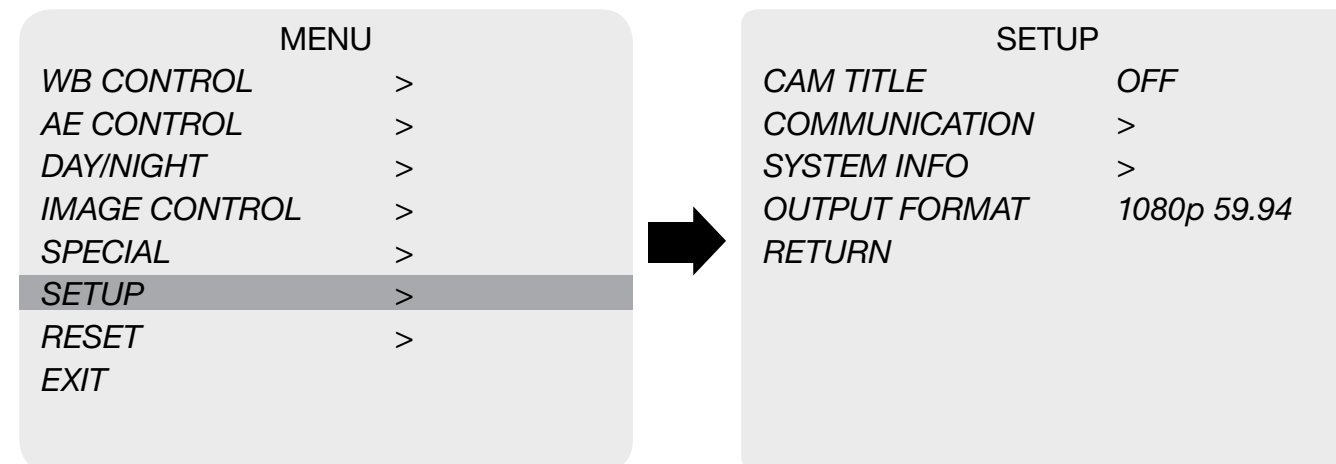 MENU
WB CONTROL >
AE CONTROL >
DAY/NIGHT >
IMAGE CONTROL >
SPECIAL >
SETUP >
RESET >
EXIT
SETUP
CAM TITLE OFF
COMMUNICATION >
SYSTEM INFO >
OUTPUT FORMAT 1080p 59.94
RETURN